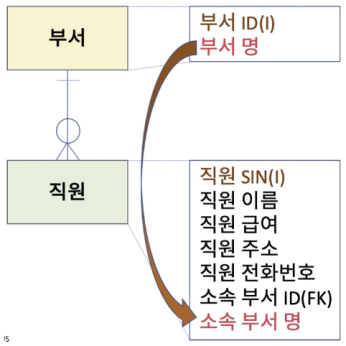 부서
부서 ID(I)
부서 명
직원
직원 SIN(I)
직원 이름
직원 급여
직원 주소
직원 전화번호
소속 부서 ID(FK)
소속 부서 명